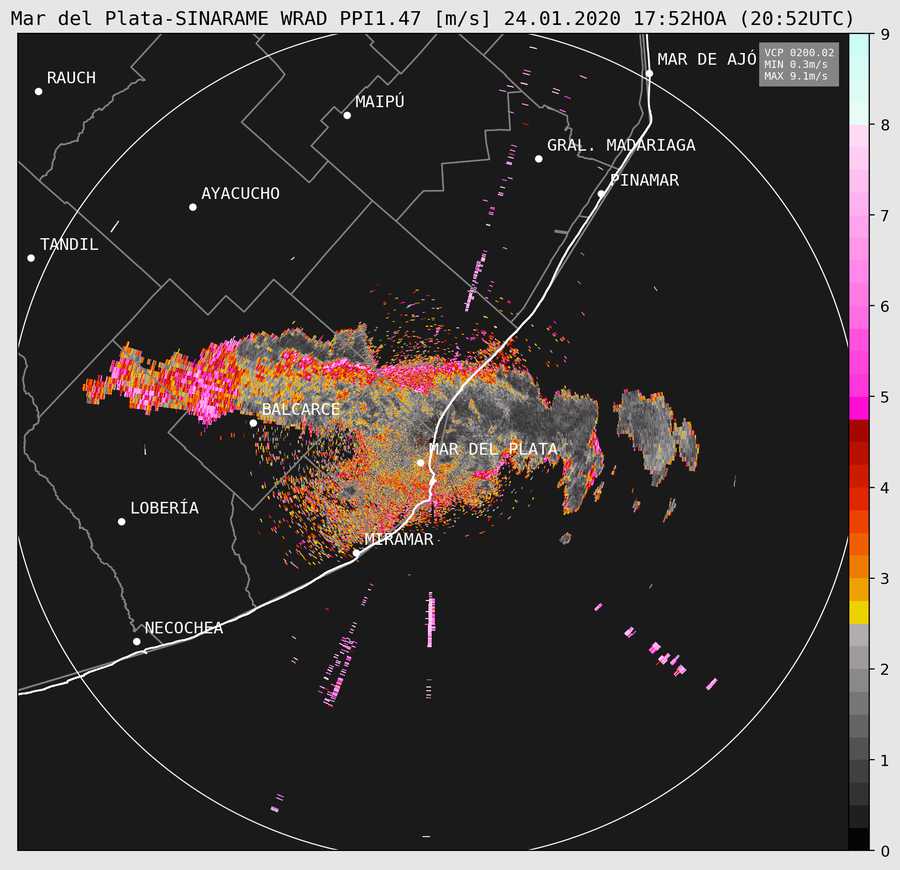 Mar del Plata-SINARAME WRAD PPI1.47 [m/s] 24.01.2020 17:52HOA (20:52UTC)
VCP 0200.02
MIN 0.3m/s
MAX 9.1m/s
MAR DE AJÓ
RAUCH
MAIPÚ
GRAL. MADARIAGA
PINAMAR
AYACUCHO
TANDIL
BALCARCE
MAR DEL PLATA
LOBERÍA
MIRAMAR
NECOCHEA
9
8
7
6
5
4
3
2
1
0